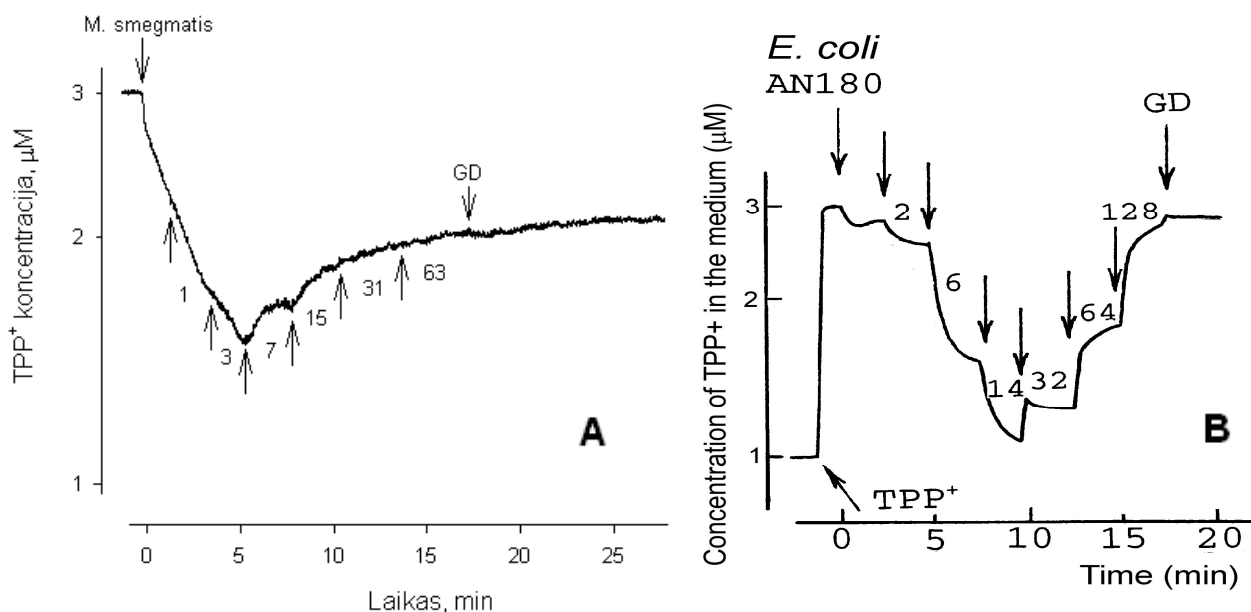 M. smegmatis
TPP+ koncentracija, µM
3
2
1
1
3
7
15
31
63
GD
A
0
5
10
15
20
25
Laikas, min
E. coli
AN180
GD
Concentration of TPP+ in the medium (µM)
3
2
1
2
6
14
32
64
128
B
TPP+
0
5
10
15
20
Time (min)